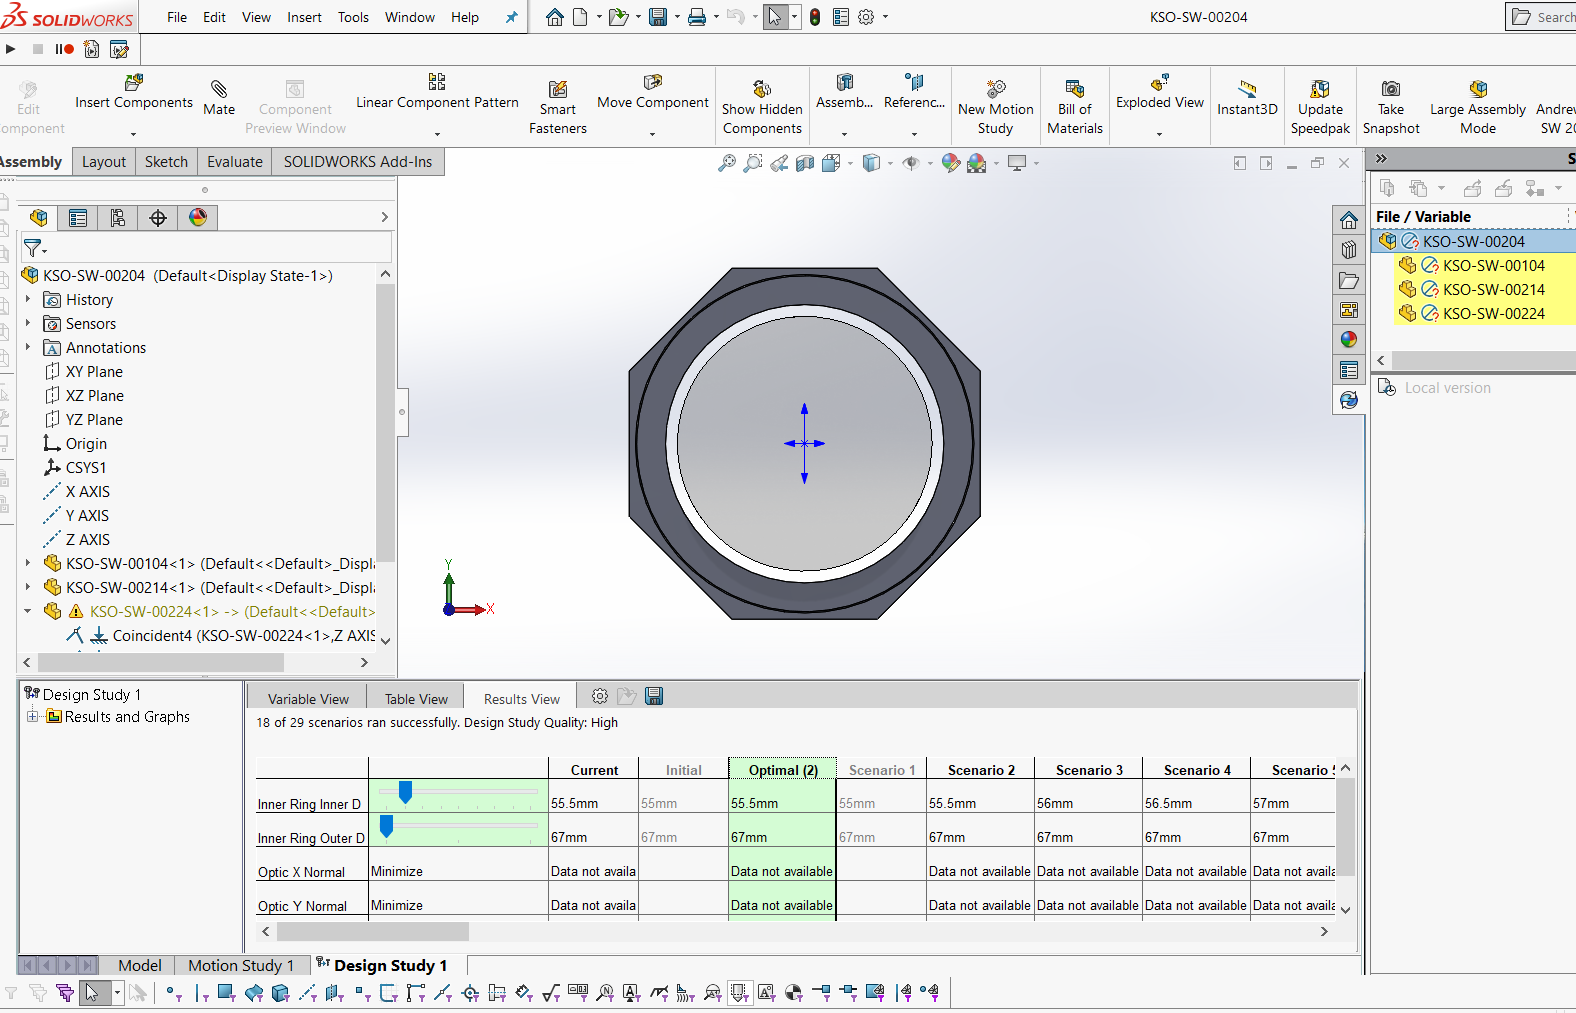 SOLIDWORKS
File Edit View Insert Tools Window Help
KSO-SW-00204
Search
Edit
Component
Insert Components
Mate
Component
Preview Window
Linear Component Pattern
Smart
Fasteners
Move Component
Show Hidden
Components
Assemb...
Referenc...
New Motion
Study
Bill of
Materials
Exploded View
Instant3D
Update
Speedpak
Take
Snapshot
Large Assembly
Mode
Andrew
SW 20
Assembly Layout Sketch Evaluate SOLIDWORKS Add-Ins
S
File / Variable
KSO-SW-00204
KSO-SW-00104
KSO-SW-00214
KSO-SW-00224
Local version
KSO-SW-00204 (Default<Display State-1>)
History
Sensors
Annotations
XY Plane
XZ Plane
YZ Plane
Origin
CSYS1
X AXIS
Y AXIS
Z AXIS
KSO-SW-00104<1> (Default<<Default>_Displ
KSO-SW-00214<1> (Default<<Default>_Displ
KSO-SW-00224<1> -> (Default<<Default>
Coincident4 (KSO-SW-00224<1>,Z AXIS
Y
X
Design Study 1
Results and Graphs
Variable View Table View Results View
18 of 29 scenarios ran successfully. Design Study Quality: High
Current Initial Optimal (2) Scenario 1 Scenario 2 Scenario 3 Scenario 4 Scenario 5
Inner Ring Inner D 55.5mm 55mm 55.5mm 55mm 55.5mm 56mm 56.5mm 57mm
Inner Ring Outer D 67mm 67mm 67mm 67mm 67mm 67mm 67mm 67mm
Optic X Normal Minimize Data not availa Data not available Data not available Data not available Data not available Data not availa
Optic Y Normal Minimize Data not availa Data not available Data not available Data not available Data not available Data not availa
Model Motion Study 1 Design Study 1